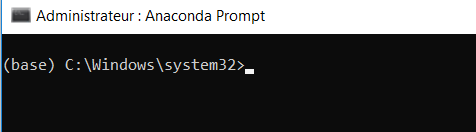 Administrateur : Anaconda Prompt
(base) C:\Windows\system32>